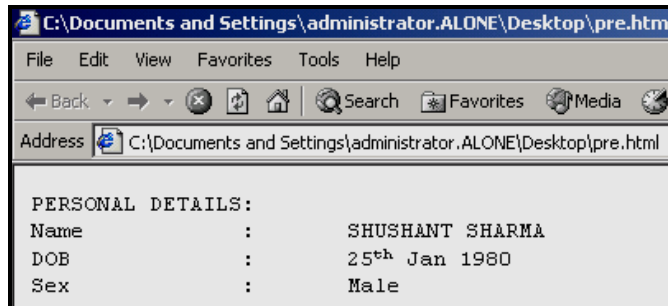 C:\Documents and Settings\administrator.ALONE\Desktop\pre.htm
File Edit View Favorites Tools Help
Back Search Favorites Media
Address C:\Documents and Settings\administrator.ALONE\Desktop\pre.html
PERSONAL DETAILS:
Name : SHUSHANT SHARMA
DOB : 25th Jan 1980
Sex : Male